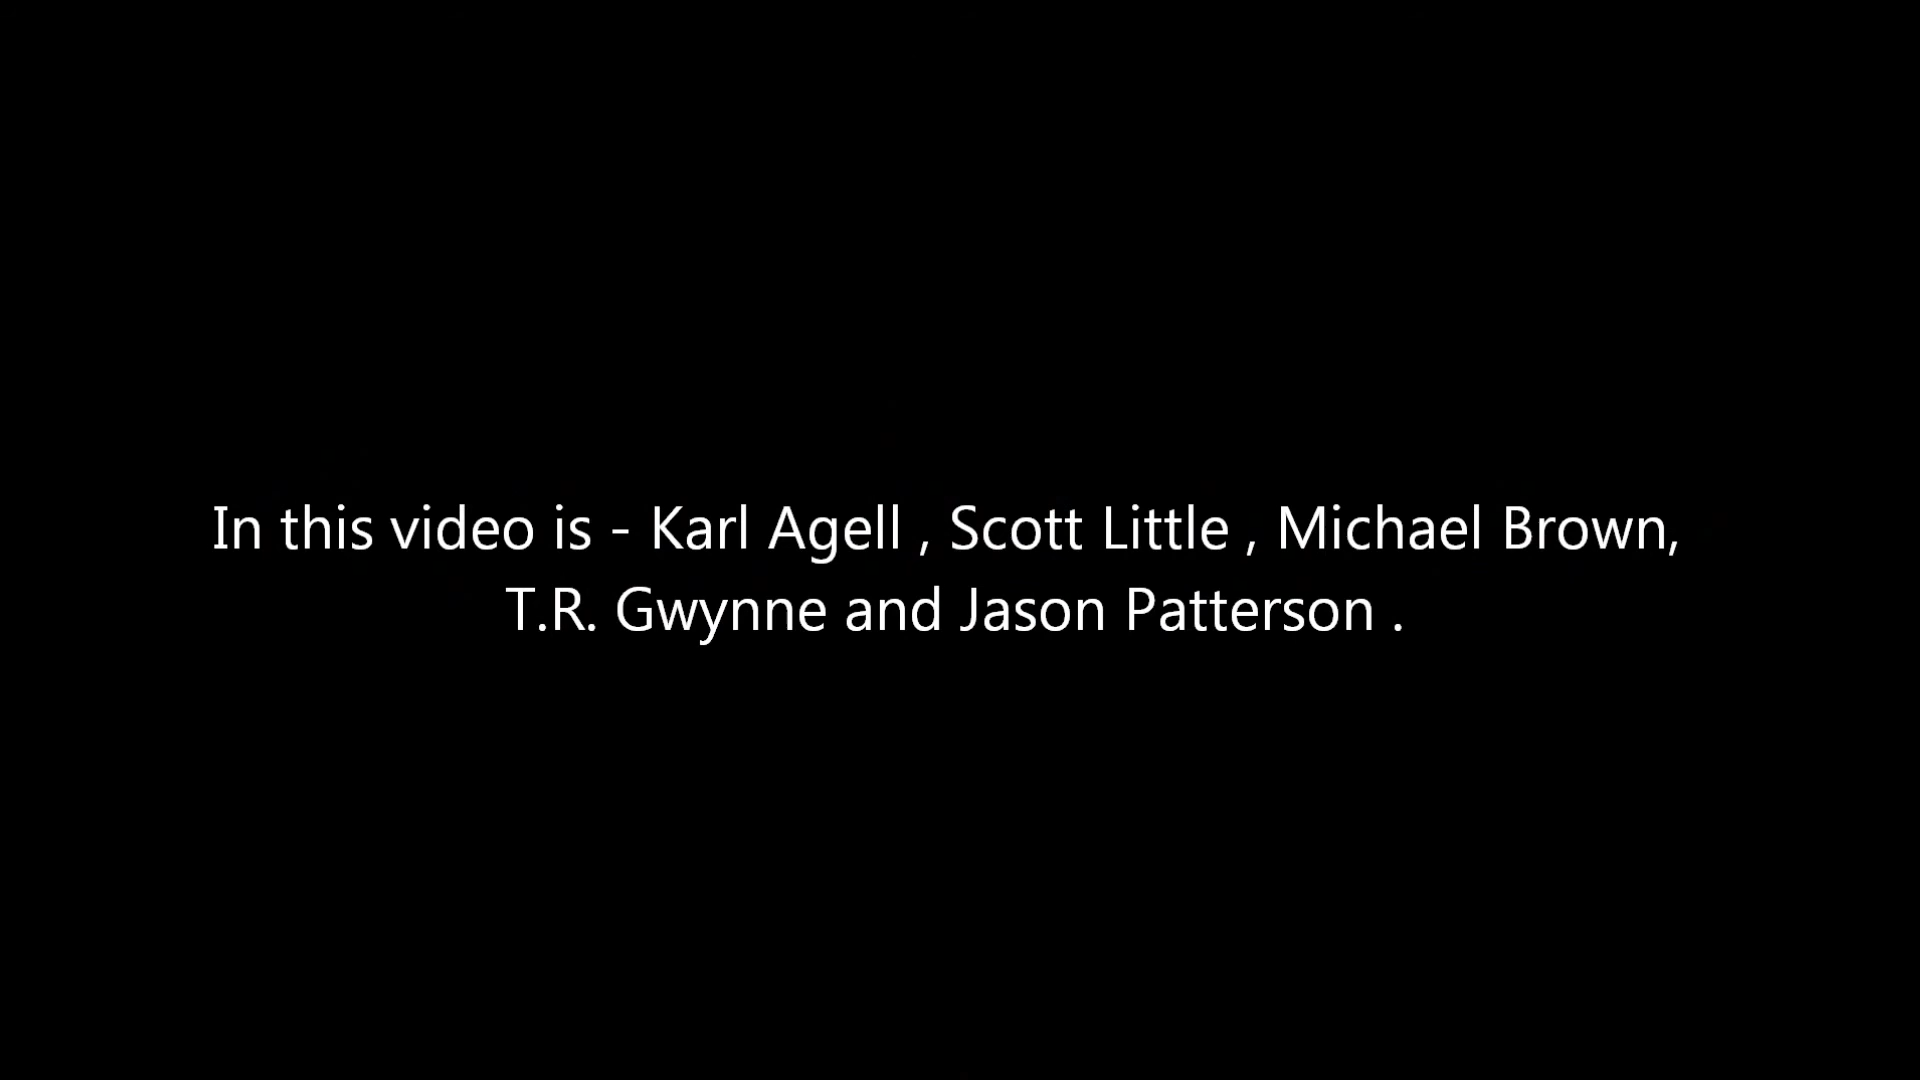 In this video is - Karl Agell , Scott Little , Michael Brown,
T.R. Gwynne and Jason Patterson .